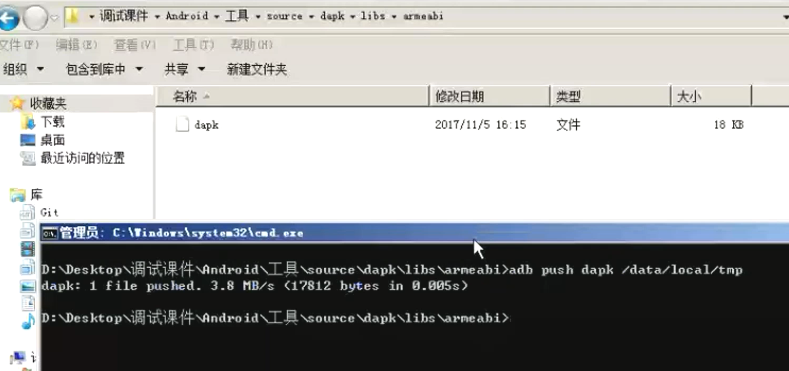 调试课件 Android 工具 source dapk libs armeabi
文件(F) 编辑(E) 查看(V) 工具(T) 帮助(H)
组织 包含到库中 共享 新建文件夹
收藏夹
下载
桌面
最近访问的位置
库
Git
名称 修改日期 类型 大小
dapk 2017/11/5 16:15 文件 18 KB
管理员: C:\Windows\system32\cmd.exe
D:\Desktop\调试课件\Android\工具\source\dapk\libs\armeabi>adb push dapk /data/local/tmp
dapk: 1 file pushed. 3.8 MB/s (17812 bytes in 0.005s)
D:\Desktop\调试课件\Android\工具\source\dapk\libs\armeabi>